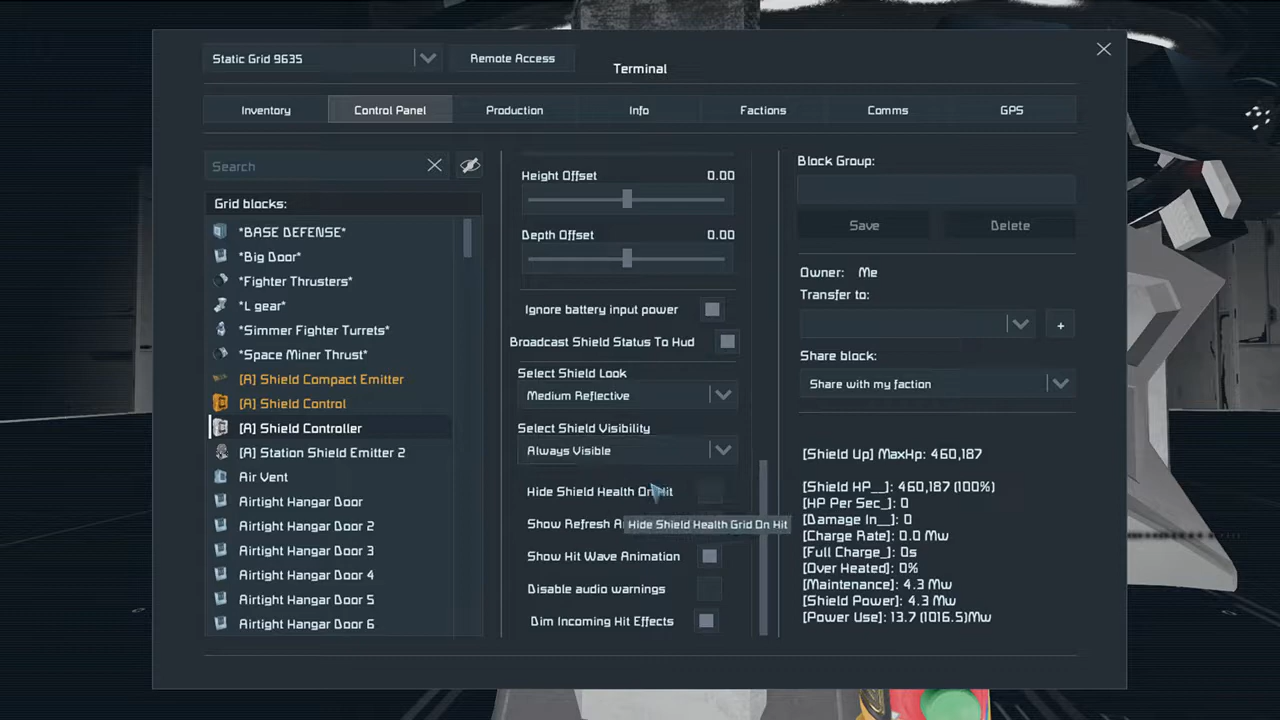 Static Grid 9635
Remote Access
Terminal
Inventory
Control Panel
Production
Info
Factions
Comms
GPS
Search
Grid blocks:
*BASE DEFENSE*
*Big Door*
*Fighter Thrusters*
*L gear*
*Simmer Fighter Turrets*
*Space Miner Thrust*
[A] Shield Compact Emitter
[A] Shield Control
[A] Shield Controller
[A] Station Shield Emitter 2
Air Vent
Airtight Hangar Door
Airtight Hangar Door 2
Airtight Hangar Door 3
Airtight Hangar Door 4
Airtight Hangar Door 5
Airtight Hangar Door 6
Height Offset 0.00
Depth Offset 0.00
Ignore battery input power
Broadcast Shield Status To Hud
Select Shield Look
Medium Reflective
Select Shield Visibility
Always Visible
Hide Shield Health On Hit
Show Refresh
Hide Shield Health Grid On Hit
Show Hit Wave Animation
Disable audio warnings
Dim Incoming Hit Effects
Block Group:
Save
Delete
Owner: Me
Transfer to:
+
Share block:
Share with my faction
[Shield Up] MaxHp: 460,187
[Shield HP__]: 460,187 (100%)
[HP Per Sec_]: 0
[Damage In__]: 0
[Charge Rate]: 0.0 Mw
[Full Charge_]: 0s
[Over Heated]: 0%
[Maintenance]: 4.3 Mw
[Shield Power]: 4.3 Mw
[Power Use]: 13.7 (1016.5)Mw